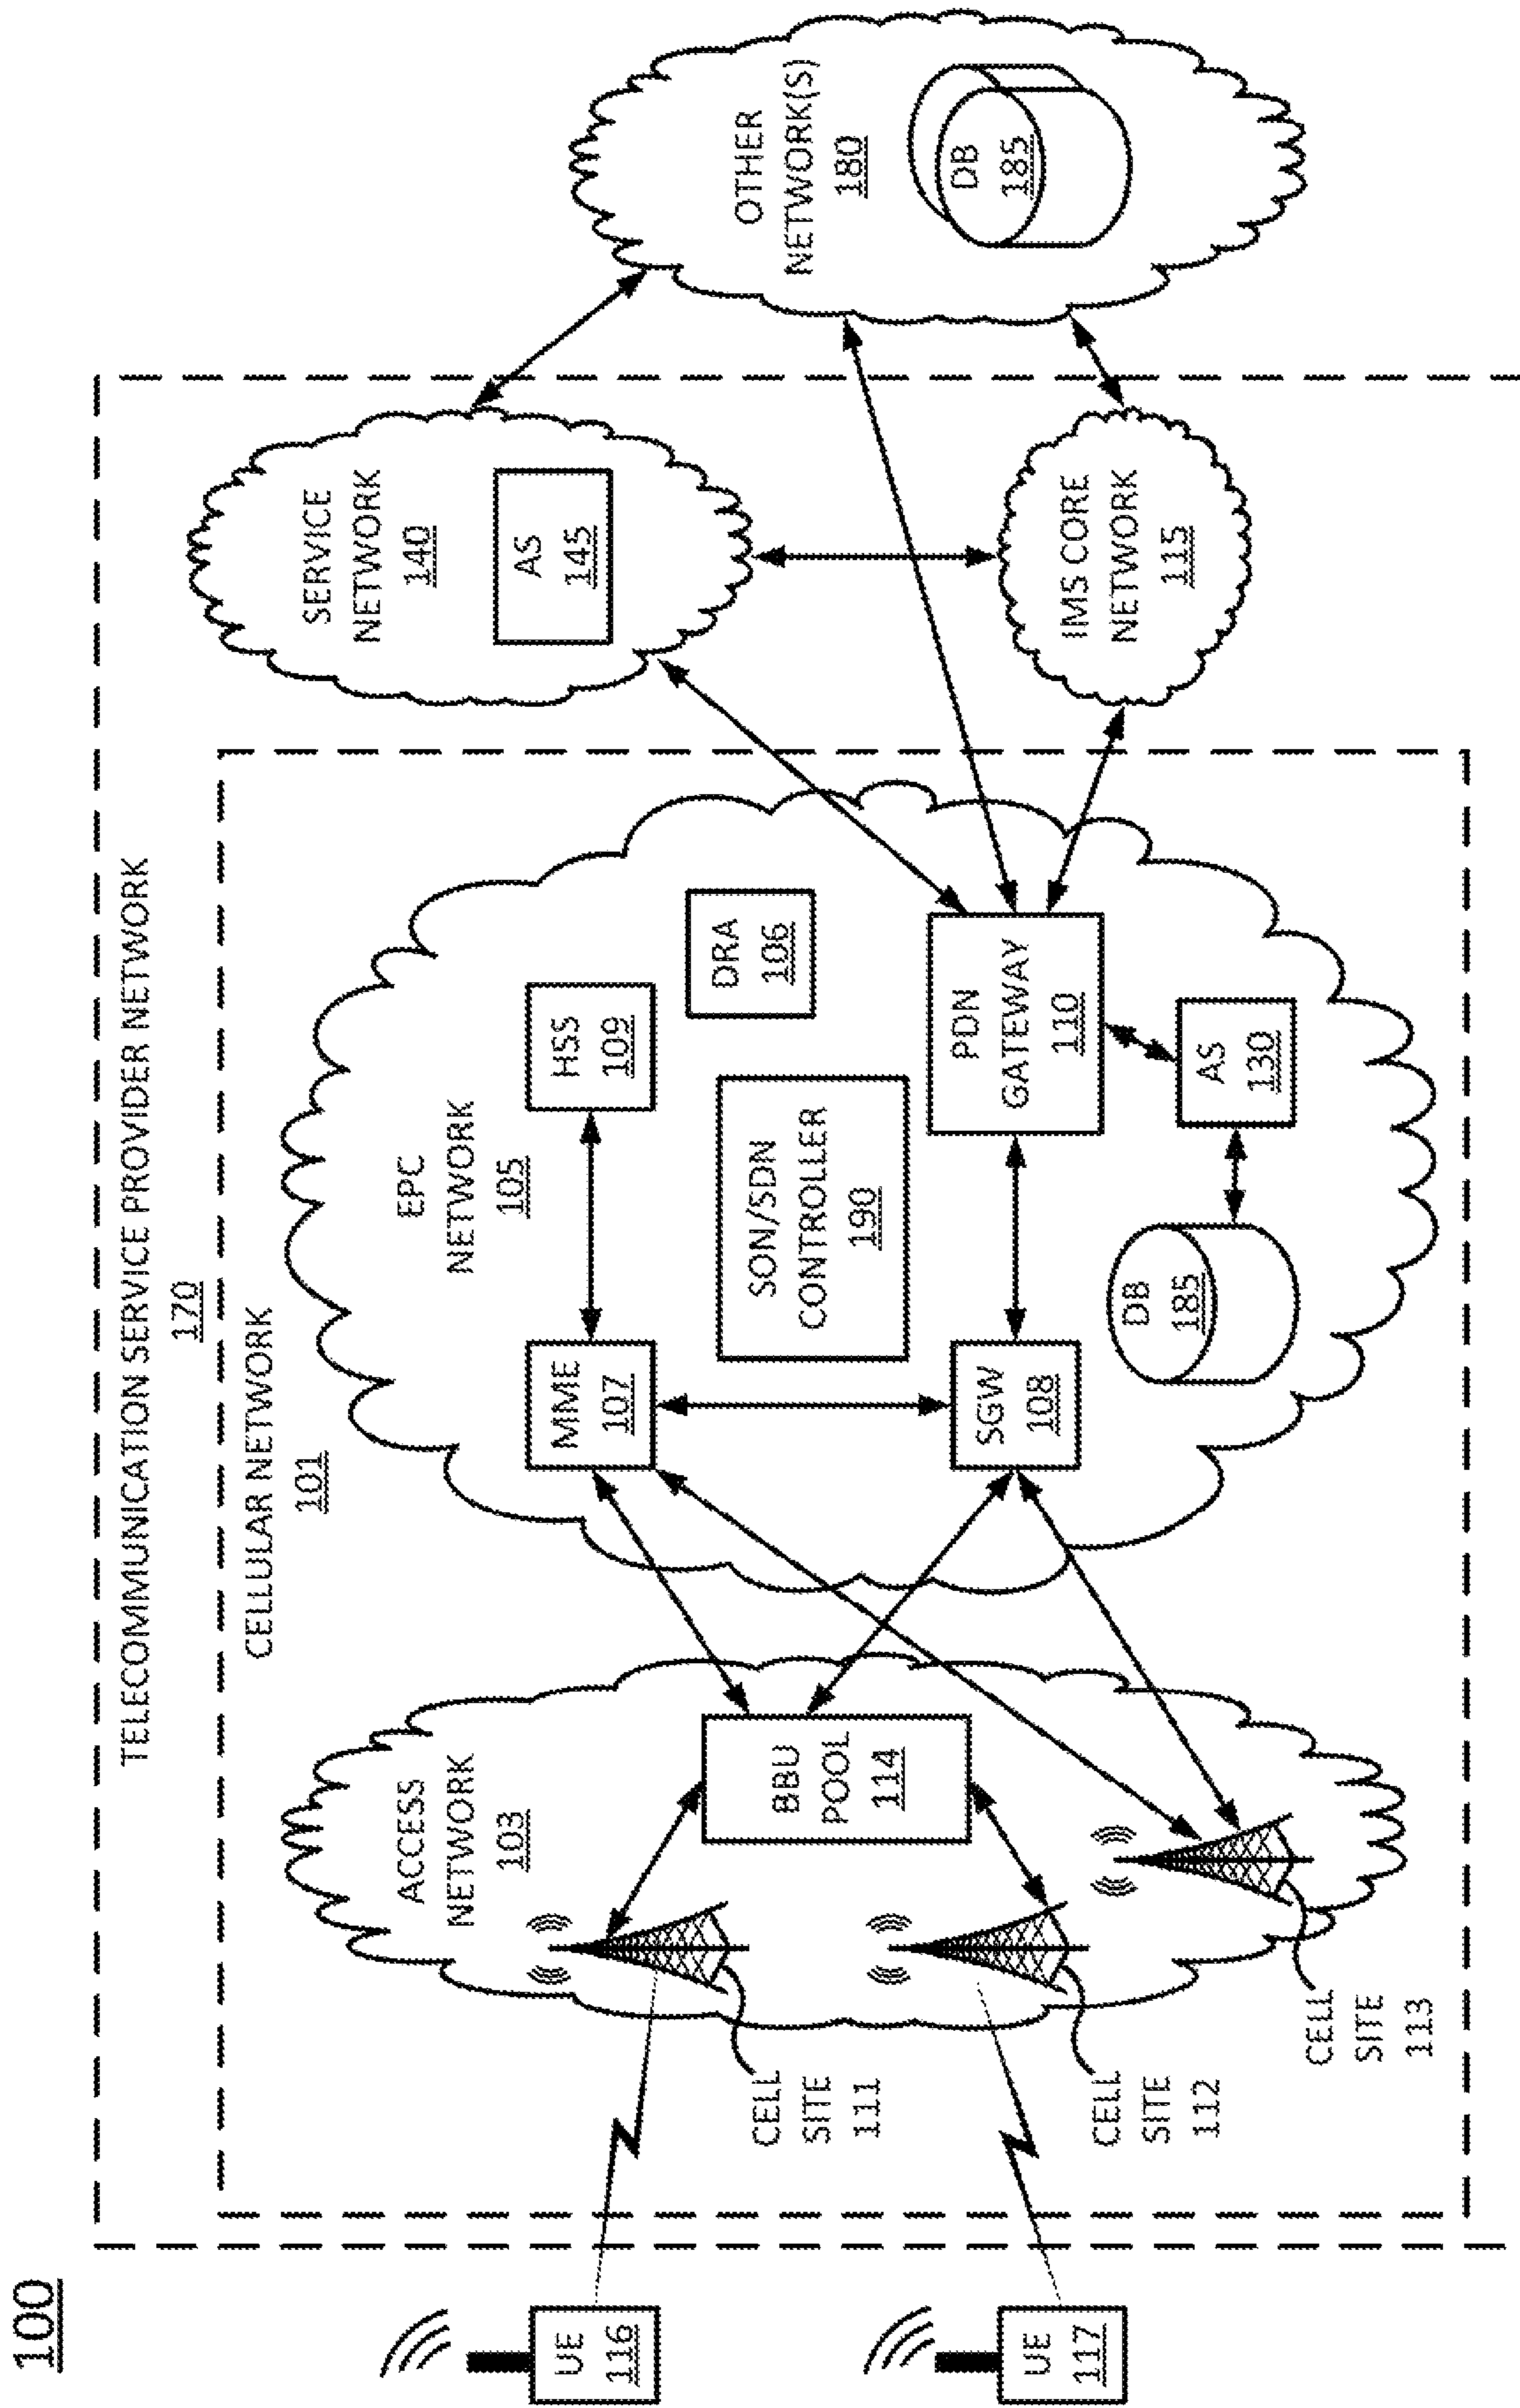 100
TELECOMMUNICATION SERVICE PROVIDER NETWORK
170
CELLULAR NETWORK
101
ACCESS
NETWORK
103
EPC
NETWORK
105
SERVICE
NETWORK
140
AS
145
OTHER
NETWORK(S)
180
DB
185
UE
116
UE
117
CELL
SITE
111
CELL
SITE
112
CELL
SITE
113
BBU
POOL
114
MME
107
HSS
109
DRA
106
SON/SDN
CONTROLLER
190
SGW
108
PDN
GATEWAY
110
DB
185
AS
130
IMS CORE
NETWORK
115